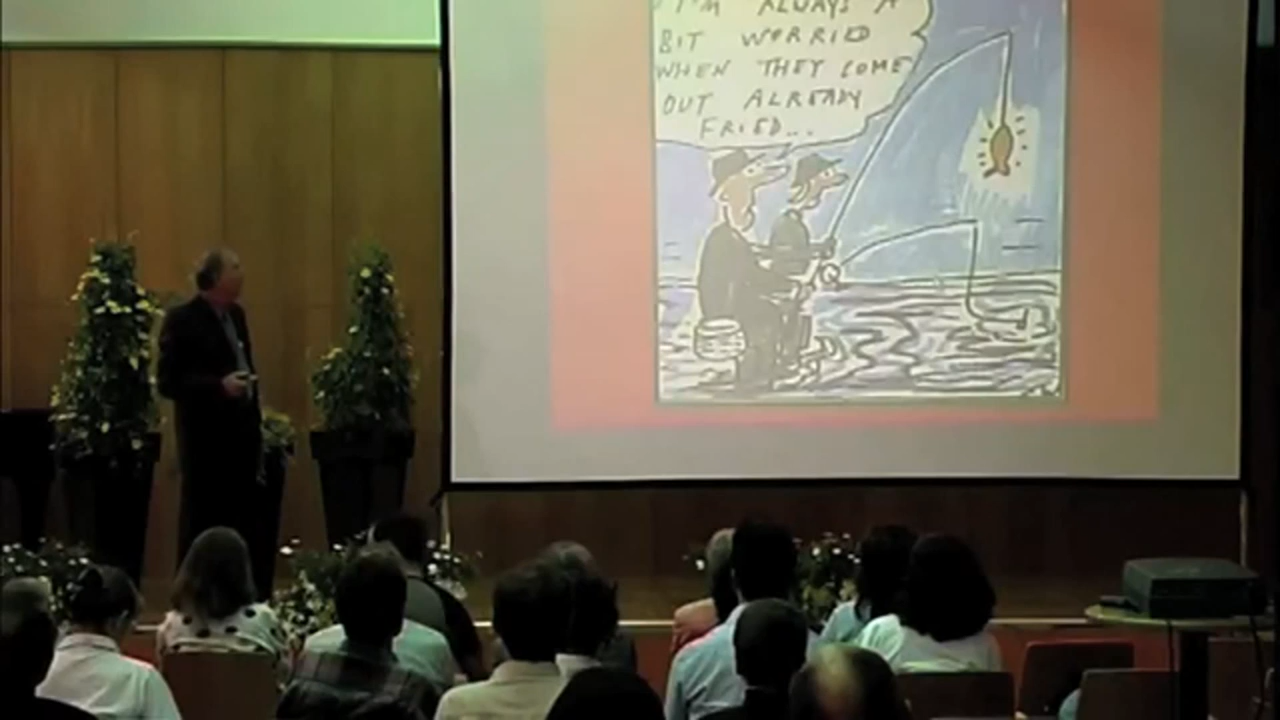 I'M ALWAYS A
BIT WORRIED
WHEN THEY COME
OUT ALREADY
FRIED...